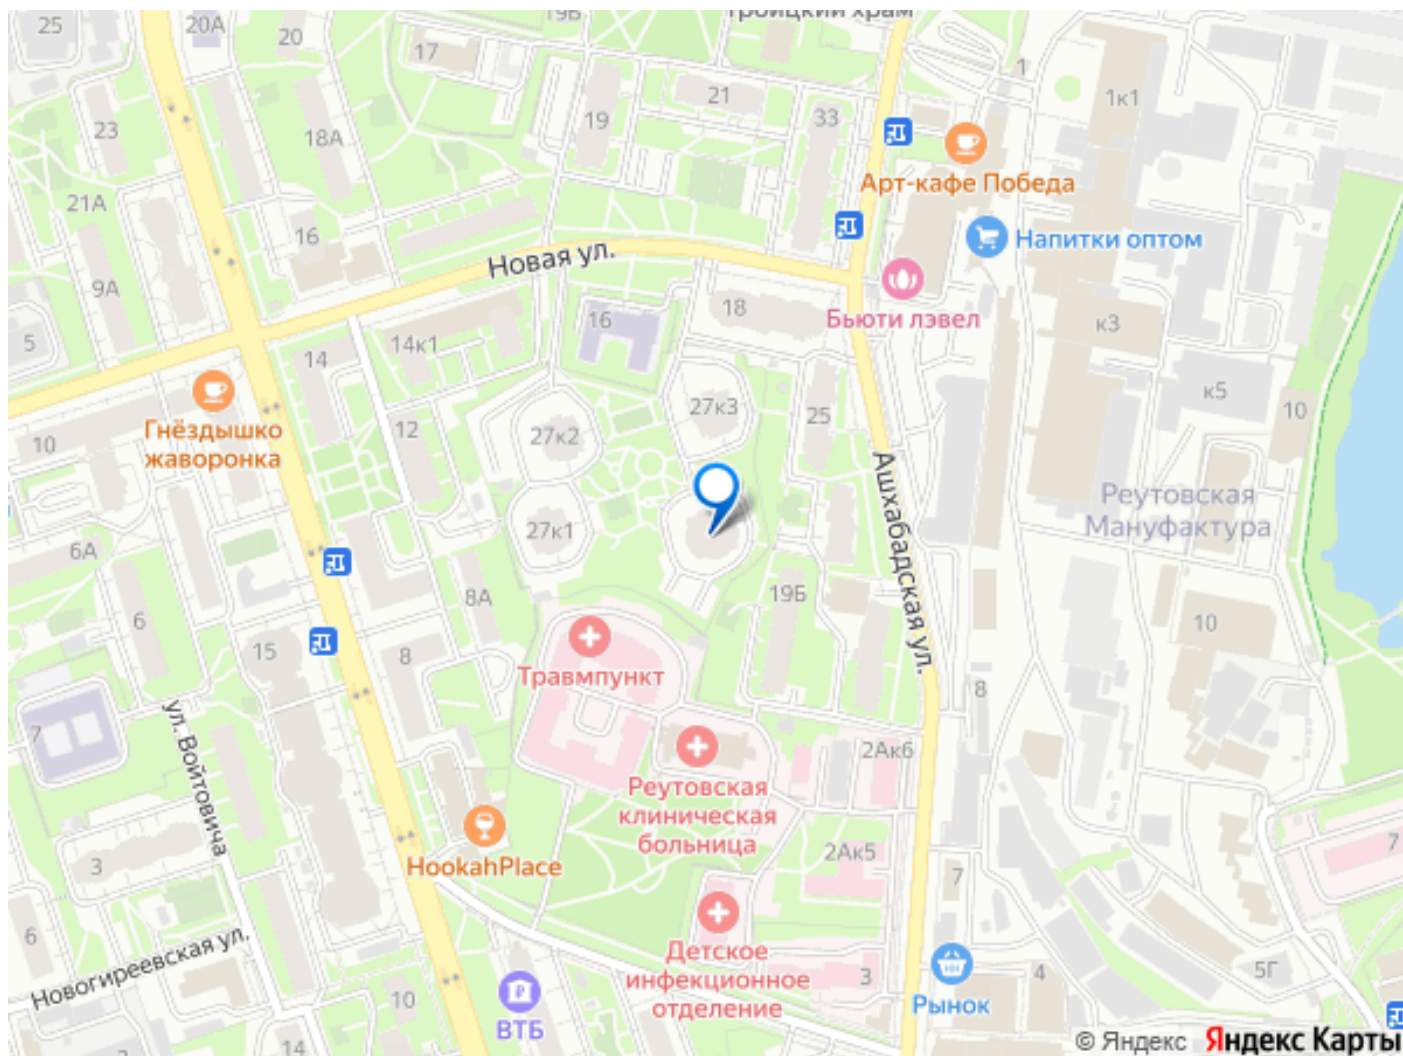 25
20А
20
19Б
Троицкий храм
17
1
1к1
23
18А
19
21
33
Арт-кафе Победа
21А
16
Новая ул.
Напитки оптом
9А
5
14
14к1
16
18
Бьюти лэвел
к3
Гнёздышко
жаворонка
10
12
27к2
27к3
25
к5
10
Ашхабадская ул.
Реутовская
Мануфактура
6А
27к1
8А
19Б
6
15
8
Травмпункт
10
8
7
ул. Войтовича
2Ак6
Реутовская
клиническая
больница
HookahPlace
2Ак5
3
7
7
6
Новогиреевская ул.
Детское
инфекционное
отделение
3
Рынок
4
5Г
10
ВТБ
14
© Яндекс Яндекс Карты